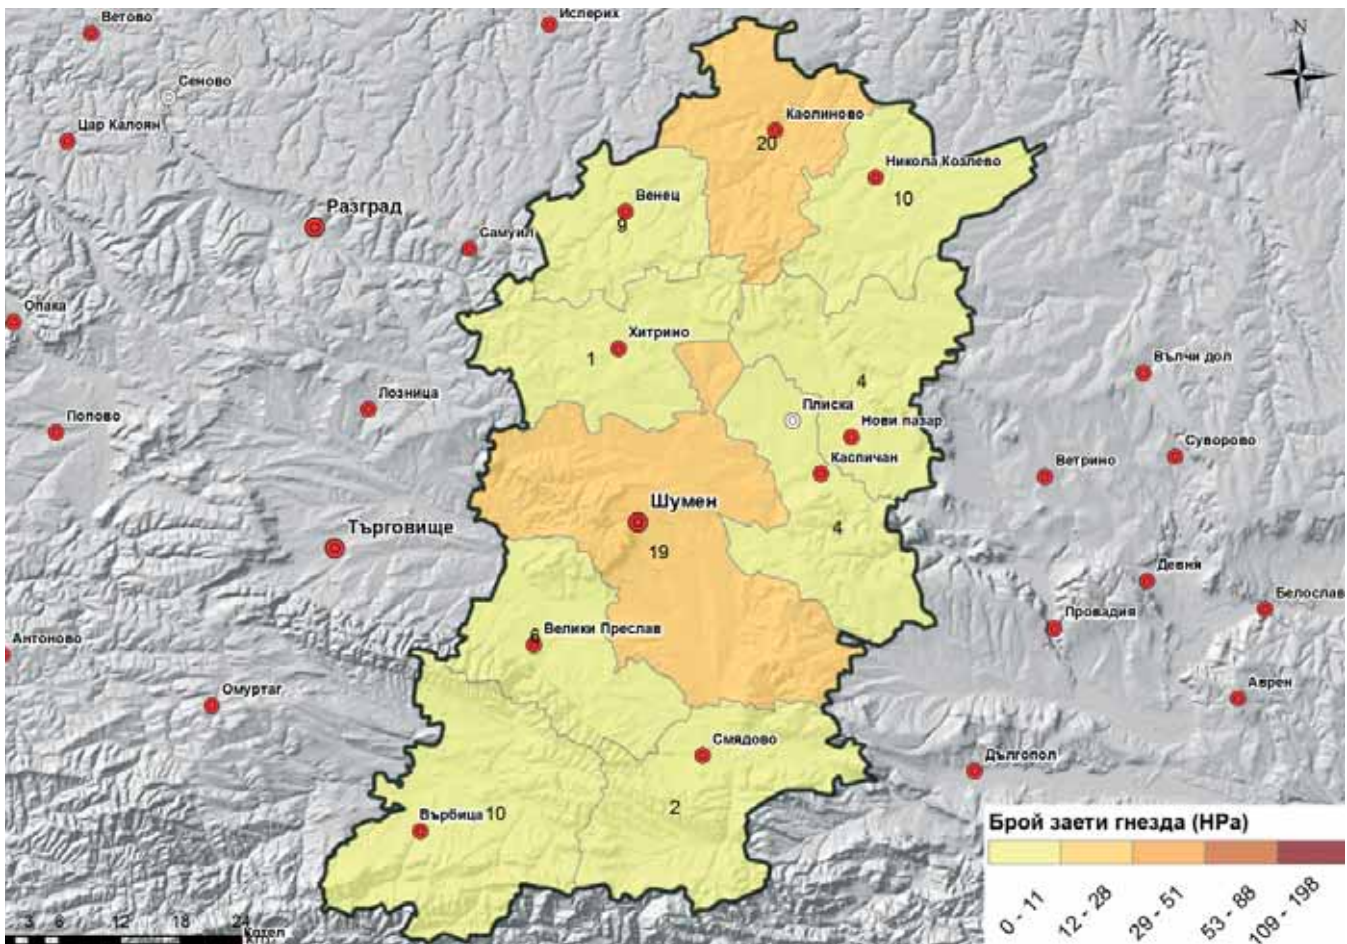 Ветово
Исперих
N
Сеново
Цар Калоян
Каолиново
20
Никола Козлево
10
Венец
9
Разград
Самуил
Опака
Хитрино
1
Вълчи дол
4
Лозница
Плиска
Попово
Нови пазар
Суворово
Каспичан
Ветрино
Шумен
Търговище
4
19
Девня
Белослав
Провадия
Велики Преслав
6
Антоново
Омуртаг
Аврен
Смядово
Дългопол
2
Върбица
10
Брой заети гнезда (HPa)
0 - 11
12 - 28
29 - 51
53 - 88
109 - 198
3 6 12 18 24
Котел